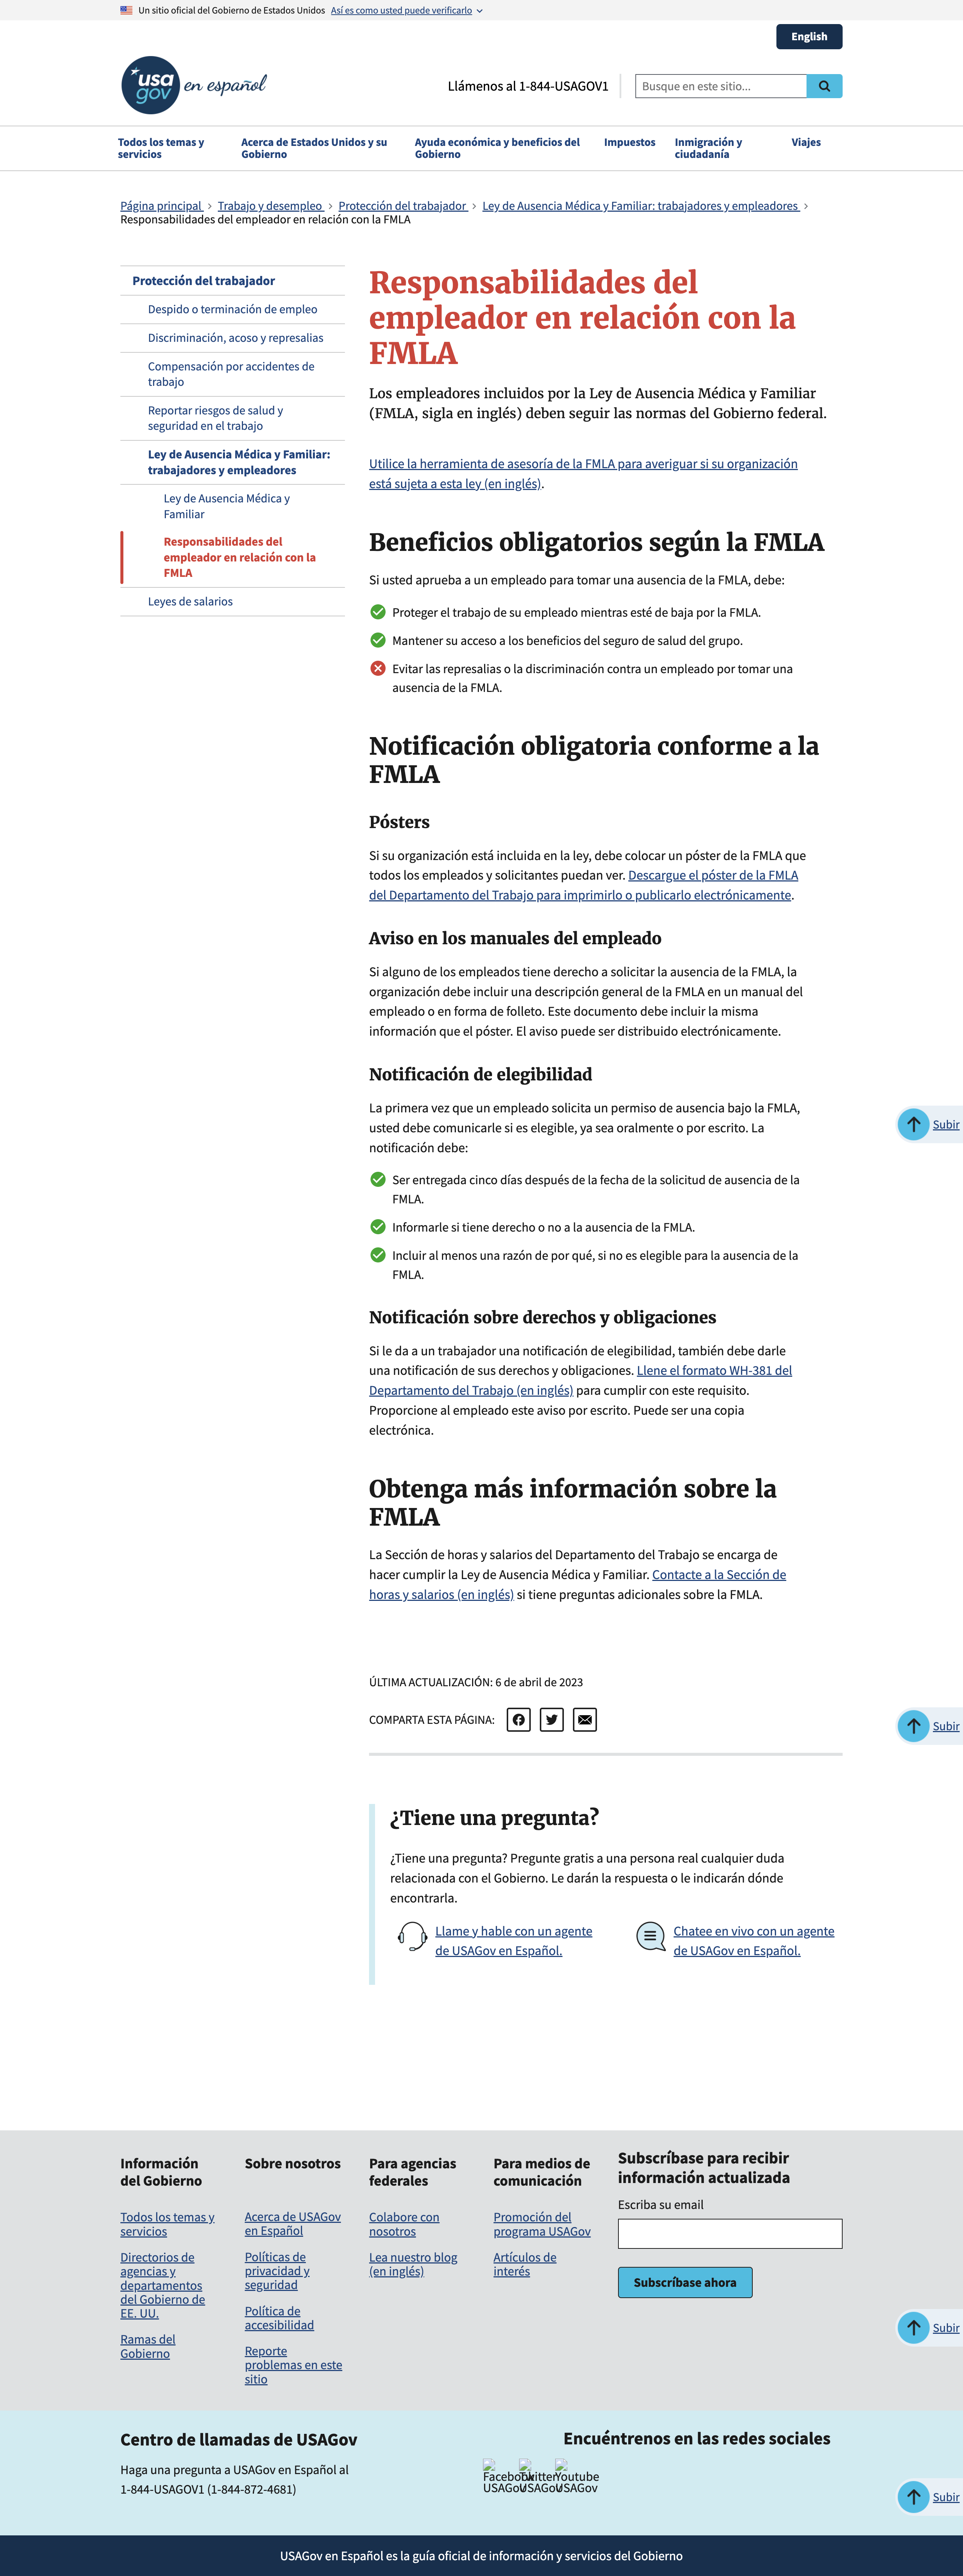 Un sitio oficial del Gobierno de Estados Unidos Así es como usted puede verificarlo
English
usa
gov
en español
Llámenos al 1-844-USAGOV1
Busque en este sitio...
Todos los temas y
servicios
Acerca de Estados Unidos y su
Gobierno
Ayuda económica y beneficios del
Gobierno
Impuestos
Inmigración y
ciudadanía
Viajes
Página principal > Trabajo y desempleo > Protección del trabajador > Ley de Ausencia Médica y Familiar: trabajadores y empleadores >
Responsabilidades del empleador en relación con la FMLA
Protección del trabajador
Despido o terminación de empleo
Discriminación, acoso y represalias
Compensación por accidentes de
trabajo
Reportar riesgos de salud y
seguridad en el trabajo
Ley de Ausencia Médica y Familiar:
trabajadores y empleadores
Ley de Ausencia Médica y
Familiar
Responsabilidades del
empleador en relación con la
FMLA
Leyes de salarios
Responsabilidades del
empleador en relación con la
FMLA
Los empleadores incluidos por la Ley de Ausencia Médica y Familiar
(FMLA, sigla en inglés) deben seguir las normas del Gobierno federal.
Utilice la herramienta de asesoría de la FMLA para averiguar si su organización
está sujeta a esta ley (en inglés).
Beneficios obligatorios según la FMLA
Si usted aprueba a un empleado para tomar una ausencia de la FMLA, debe:
Proteger el trabajo de su empleado mientras esté de baja por la FMLA.
Mantener su acceso a los beneficios del seguro de salud del grupo.
Evitar las represalias o la discriminación contra un empleado por tomar una
ausencia de la FMLA.
Notificación obligatoria conforme a la
FMLA
Pósters
Si su organización está incluida en la ley, debe colocar un póster de la FMLA que
todos los empleados y solicitantes puedan ver. Descargue el póster de la FMLA
del Departamento del Trabajo para imprimirlo o publicarlo electrónicamente.
Aviso en los manuales del empleado
Si alguno de los empleados tiene derecho a solicitar la ausencia de la FMLA, la
organización debe incluir una descripción general de la FMLA en un manual del
empleado o en forma de folleto. Este documento debe incluir la misma
información que el póster. El aviso puede ser distribuido electrónicamente.
Notificación de elegibilidad
La primera vez que un empleado solicita un permiso de ausencia bajo la FMLA,
usted debe comunicarle si es elegible, ya sea oralmente o por escrito. La
notificación debe:
Subir
Ser entregada cinco días después de la fecha de la solicitud de ausencia de la
FMLA.
Informarle si tiene derecho o no a la ausencia de la FMLA.
Incluir al menos una razón de por qué, si no es elegible para la ausencia de la
FMLA.
Notificación sobre derechos y obligaciones
Si le da a un trabajador una notificación de elegibilidad, también debe darle
una notificación de sus derechos y obligaciones. Llene el formato WH-381 del
Departamento del Trabajo (en inglés) para cumplir con este requisito.
Proporcione al empleado este aviso por escrito. Puede ser una copia
electrónica.
Obtenga más información sobre la
FMLA
La Sección de horas y salarios del Departamento del Trabajo se encarga de
hacer cumplir la Ley de Ausencia Médica y Familiar. Contacte a la Sección de
horas y salarios (en inglés) si tiene preguntas adicionales sobre la FMLA.
ÚLTIMA ACTUALIZACIÓN: 6 de abril de 2023
COMPARTA ESTA PÁGINA:
Subir
¿Tiene una pregunta?
¿Tiene una pregunta? Pregunte gratis a una persona real cualquier duda
relacionada con el Gobierno. Le darán la respuesta o le indicarán dónde
encontrarla.
Llame y hable con un agente
de USAGov en Español.
Chatee en vivo con un agente
de USAGov en Español.
Información
del Gobierno
Todos los temas y
servicios
Directorios de
agencias y
departamentos
del Gobierno de
EE. UU.
Ramas del
Gobierno
Sobre nosotros
Acerca de USAGov
en Español
Políticas de
privacidad y
seguridad
Política de
accesibilidad
Reporte
problemas en este
sitio
Para agencias
federales
Colabore con
nosotros
Lea nuestro blog
(en inglés)
Para medios de
comunicación
Promoción del
programa USAGov
Artículos de
interés
Suscríbase para recibir
información actualizada
Escriba su email
Suscríbase ahora
Subir
Centro de llamadas de USAGov
Haga una pregunta a USAGov en Español al
1-844-USAGOV1 (1-844-872-4681)
Encuéntrenos en las redes sociales
Facebook
USAGov
Twitter
USAGov
Youtube
USAGov
Subir
USAGov en Español es la guía oficial de información y servicios del Gobierno